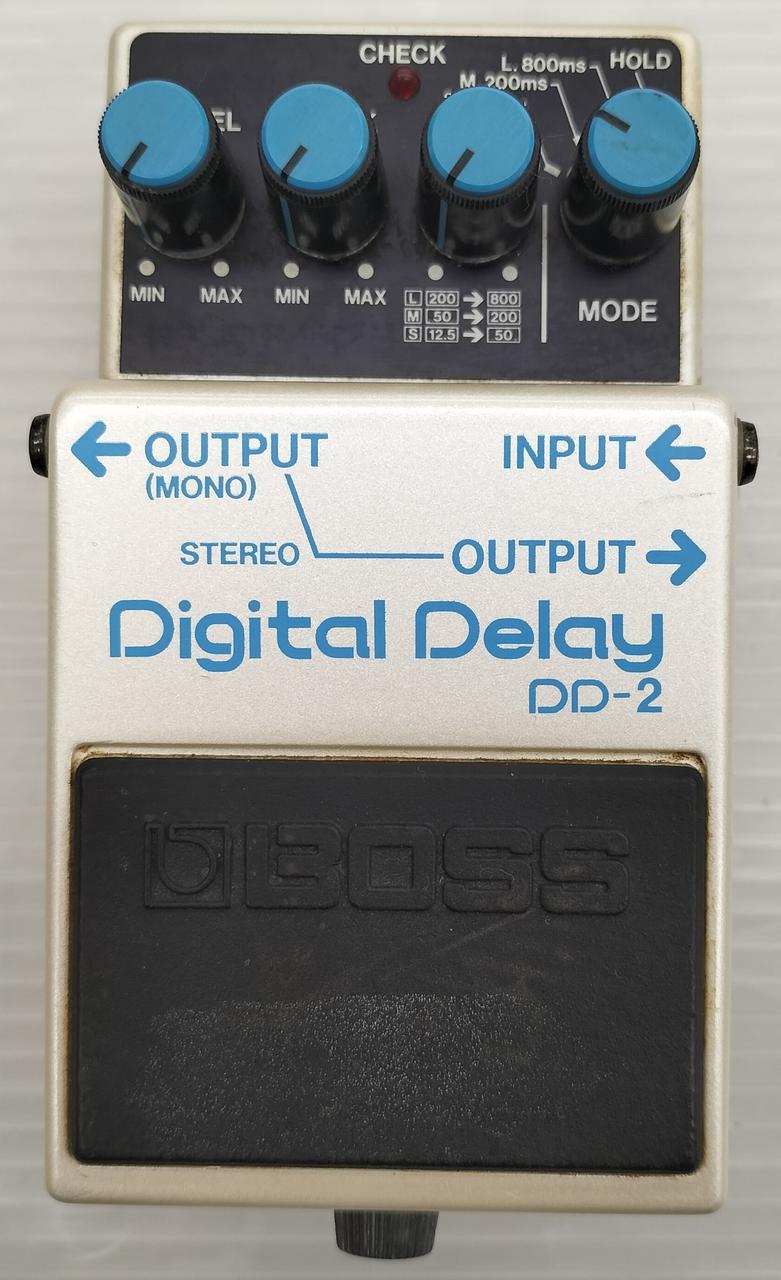 CHECK
L. 800ms HOLD
M. 200ms
EL
MIN MAX MIN MAX
L 200 → 800
M 50 → 200
S 12.5 → 50
MODE
← OUTPUT INPUT ←
(MONO)
STEREO OUTPUT →
Digital Delay
DD-2
BOSS